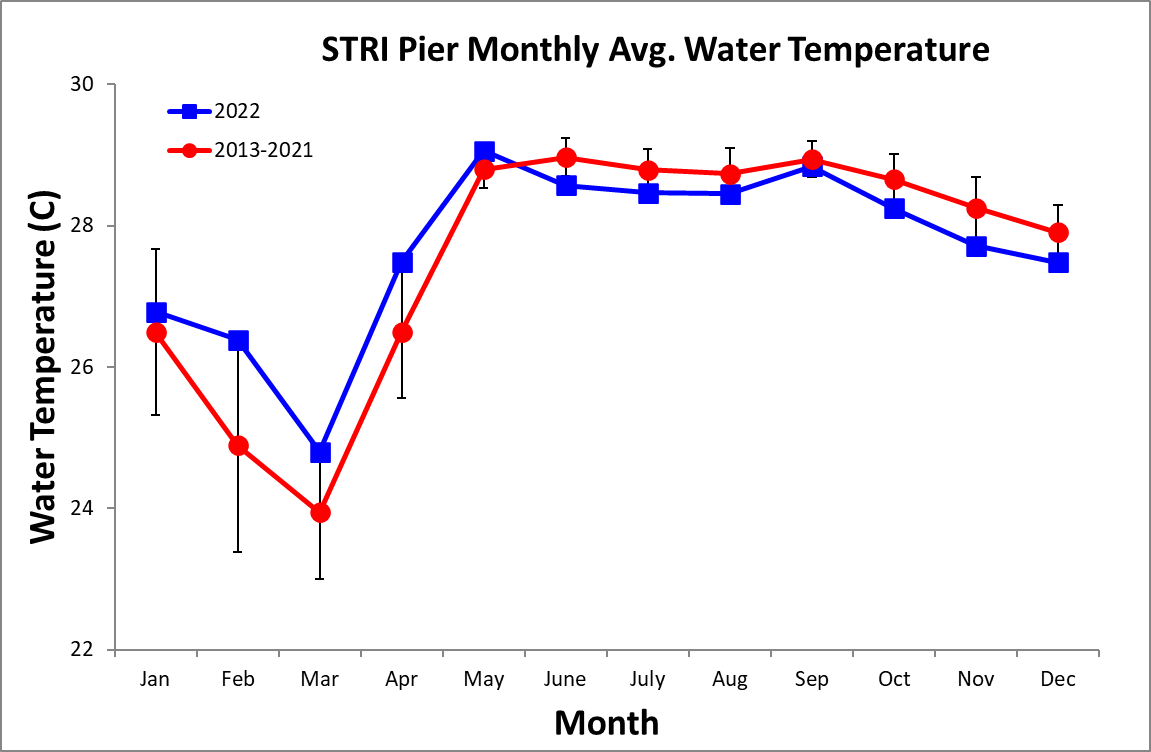 STRI Pier Monthly Avg. Water Temperature
30
2022
2013-2021
28
26
24
22
Water Temperature (C)
Jan Feb Mar Apr May June July Aug Sep Oct Nov Dec
Month